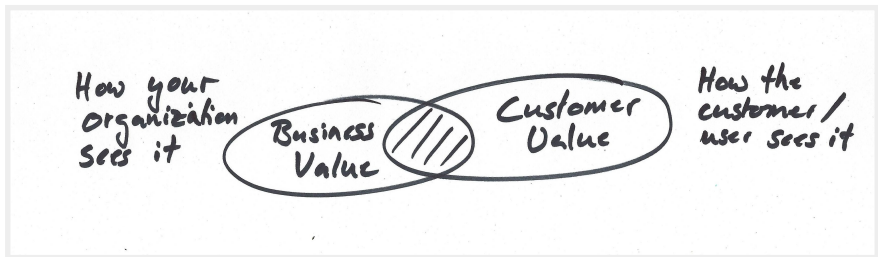 How your
organization
sees it
Business
Value
Customer
Value
How the
customer/
user sees it